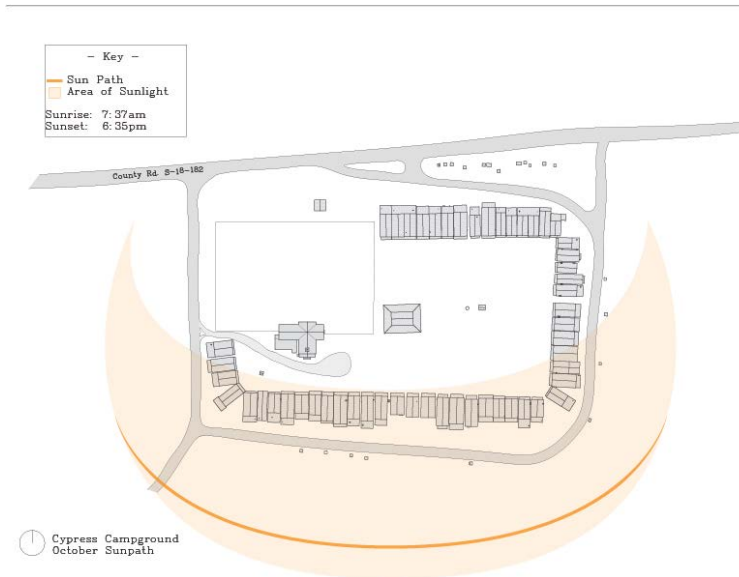 - Key -
Sun Path
Area of Sunlight
Sunrise: 7:37am
Sunset: 6:35pm
County Rd. S-18-182
Cypress Campground
October Sunpath